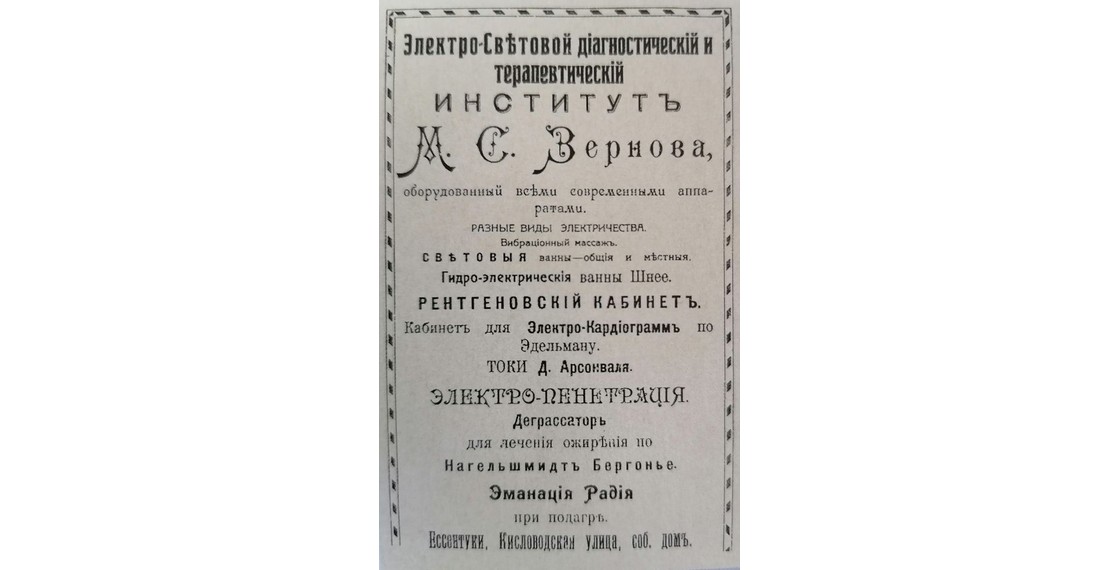 Электро-Свѣтовой діагностическій и
терапевтическій
ИНСТИТУТЪ
М. С. Зернова,
оборудованный всѣми современными аппа-
ратами.
РАЗНЫЕ ВИДЫ ЭЛЕКТРИЧЕСТВА.
Вибраціонный массажъ.
СВѢТОВЫЯ ванны—общія и мѣстныя.
Гидро-электрическія ванны Шнее.
РЕНТГЕНОВСКІЙ КАБИНЕТЪ.
Кабинетъ для Электро-Кардіограммъ по
Эдельману.
ТОКИ Д. Арсонваля.
ЭЛЕКТРО-ПЕНЕТРАЦІЯ.
Деграссаторъ
для леченія ожирѣнія по
Нагельшмидтъ Бергонье.
Эманація Радія
при подагрѣ.
Ессентуки, Кисловодская улица, соб. домъ.